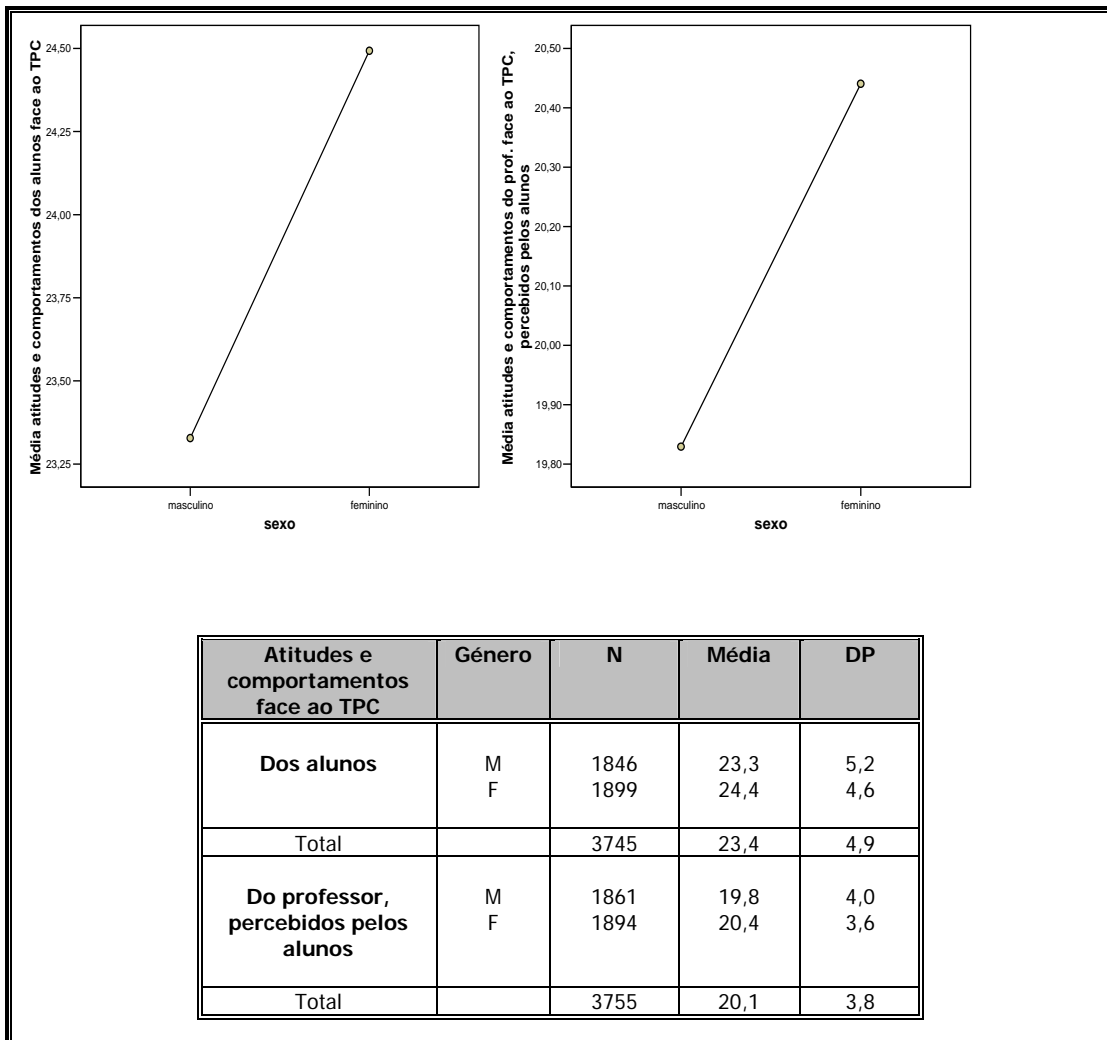 Média atitudes e comportamentos dos alunos face ao TPC
24,50
24,25
24,00
23,75
23,50
23,25
masculino feminino
sexo
Média atitudes e comportamentos do prof. face ao TPC,
percebidos pelos alunos
20,50
20,40
20,30
20,20
20,10
20,00
19,90
19,80
masculino feminino
sexo
Atitudes e Género N Média DP
comportamentos
face ao TPC
Dos alunos M 1846 23,3 5,2
F 1899 24,4 4,6
Total 3745 23,4 4,9
Do professor, M 1861 19,8 4,0
percebidos pelos F 1894 20,4 3,6
alunos
Total 3755 20,1 3,8